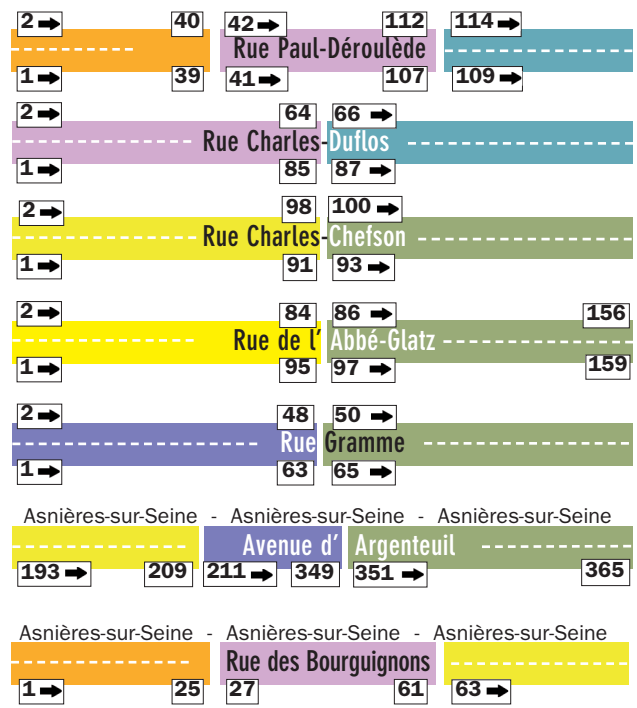 2 → 40 42 → 112 114 →
Rue Paul-Déroulède
1 → 39 41 → 107 109 →
2 → 64 66 →
Rue Charles-Duflos
1 → 85 87 →
2 → 98 100 →
Rue Charles-Chefson
1 → 91 93 →
2 → 84 86 → 156
Rue de l' Abbé-Glatz
1 → 95 97 → 159
2 → 48 50 →
Rue Gramme
1 → 63 65 →
Asnières-sur-Seine - Asnières-sur-Seine - Asnières-sur-Seine
Avenue d' Argenteuil
193 → 209 211 → 349 351 → 365
Asnières-sur-Seine - Asnières-sur-Seine - Asnières-sur-Seine
Rue des Bourguignons
1 → 25 27 61 63 →